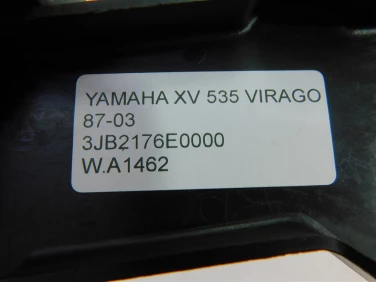 YAMAHA XV 535 VIRAGO
87-03
3JB2176E0000
W.A1462